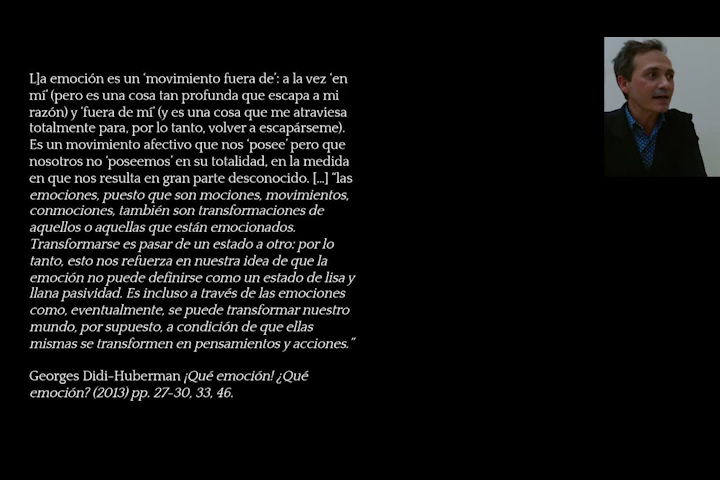 L]a emoción es un ‘movimiento fuera de’: a la vez ‘en
mí’ (pero es una cosa tan profunda que escapa a mi
razón) y ‘fuera de mí’ (y es una cosa que me atraviesa
totalmente para, por lo tanto, volver a escapárseme).
Es un movimiento afectivo que nos ‘posee’ pero que
nosotros no ‘poseemos’ en su totalidad, en la medida
en que nos resulta en gran parte desconocido. [...] “las
emociones, puesto que son mociones, movimientos,
conmociones, también son transformaciones de
aquellos o aquellas que están emocionados.
Transformarse es pasar de un estado a otro: por lo
tanto, esto nos refuerza en nuestra idea de que la
emoción no puede definirse como un estado de lisa y
llana pasividad. Es incluso a través de las emociones
como, eventualmente, se puede transformar nuestro
mundo, por supuesto, a condición de que ellas
mismas se transformen en pensamientos y acciones.”
Georges Didi-Huberman ¡Qué emoción! ¿Qué
emoción? (2013) pp. 27-30, 33, 46.